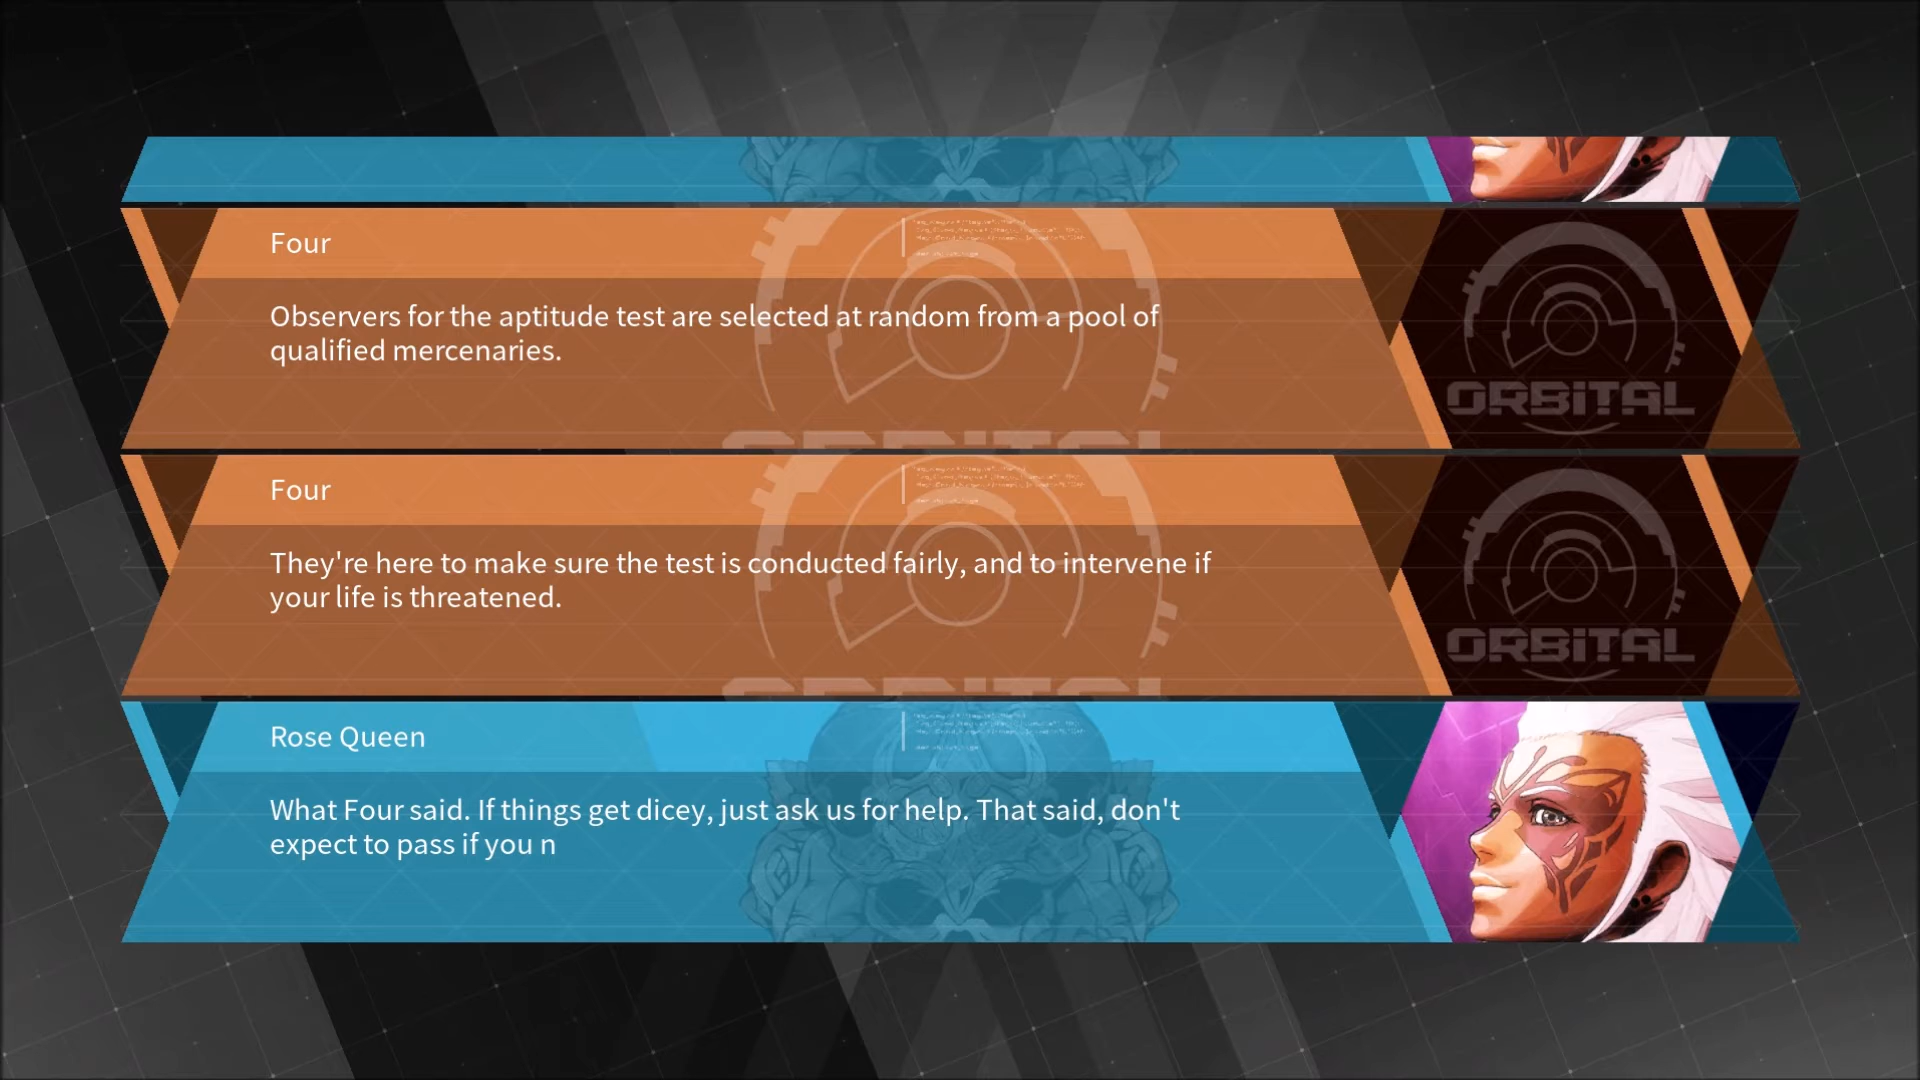 Four
Observers for the aptitude test are selected at random from a pool of
qualified mercenaries.
ORBITAL
Four
They're here to make sure the test is conducted fairly, and to intervene if
your life is threatened.
ORBITAL
Rose Queen
What Four said. If things get dicey, just ask us for help. That said, don't
expect to pass if you n